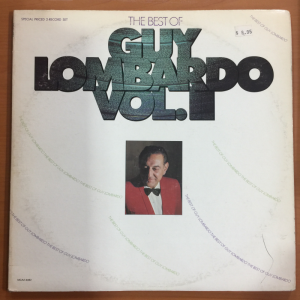 SPECIAL PRICED 2-RECORD SET
THE BEST OF
GUY
LOMBARDO
VOL. II